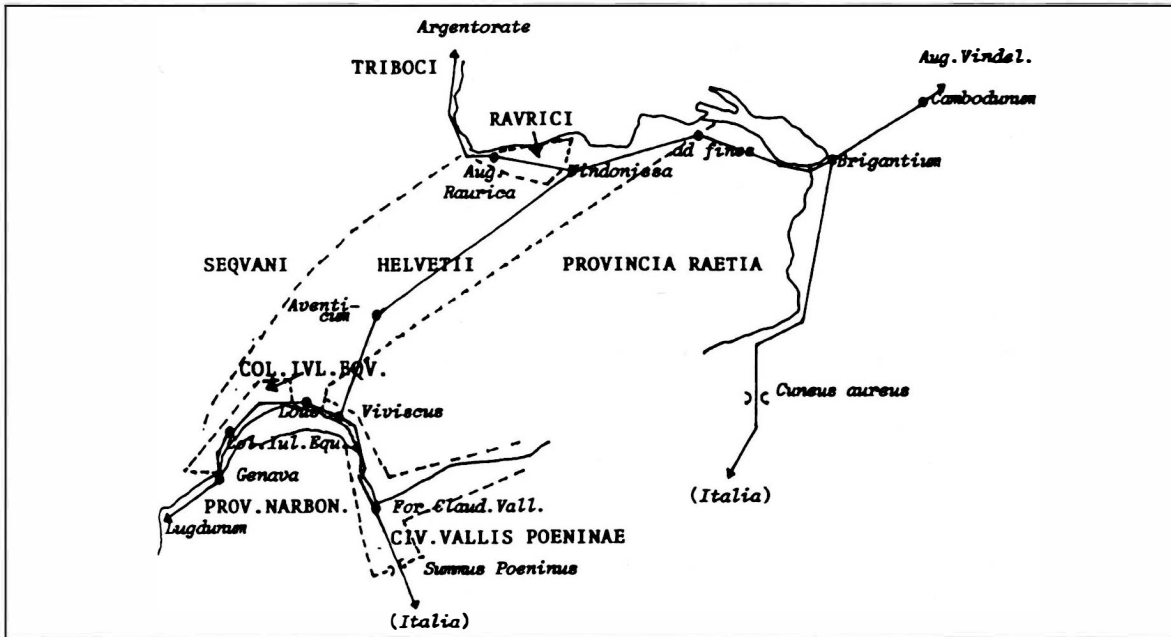 Argentorate
Aug.Vindel.
TRIBOCI
Cambodunum
RAVRICI
ad fines
Brigantium
Aug.
Raurica
Vindonissa
SEQVANI
HELVETII
PROVINCIA RAETIA
Aventi-
cum
COL.IVL.EQV.
Cuneus aureus
Lous
Viviscus
Col.Iul.Equ.
Genava
(Italia)
PROV.NARBON.
For.Claud.Vall.
Lugdunum
CIV.VALLIS POENINAE
Summus Poeninus
(Italia)